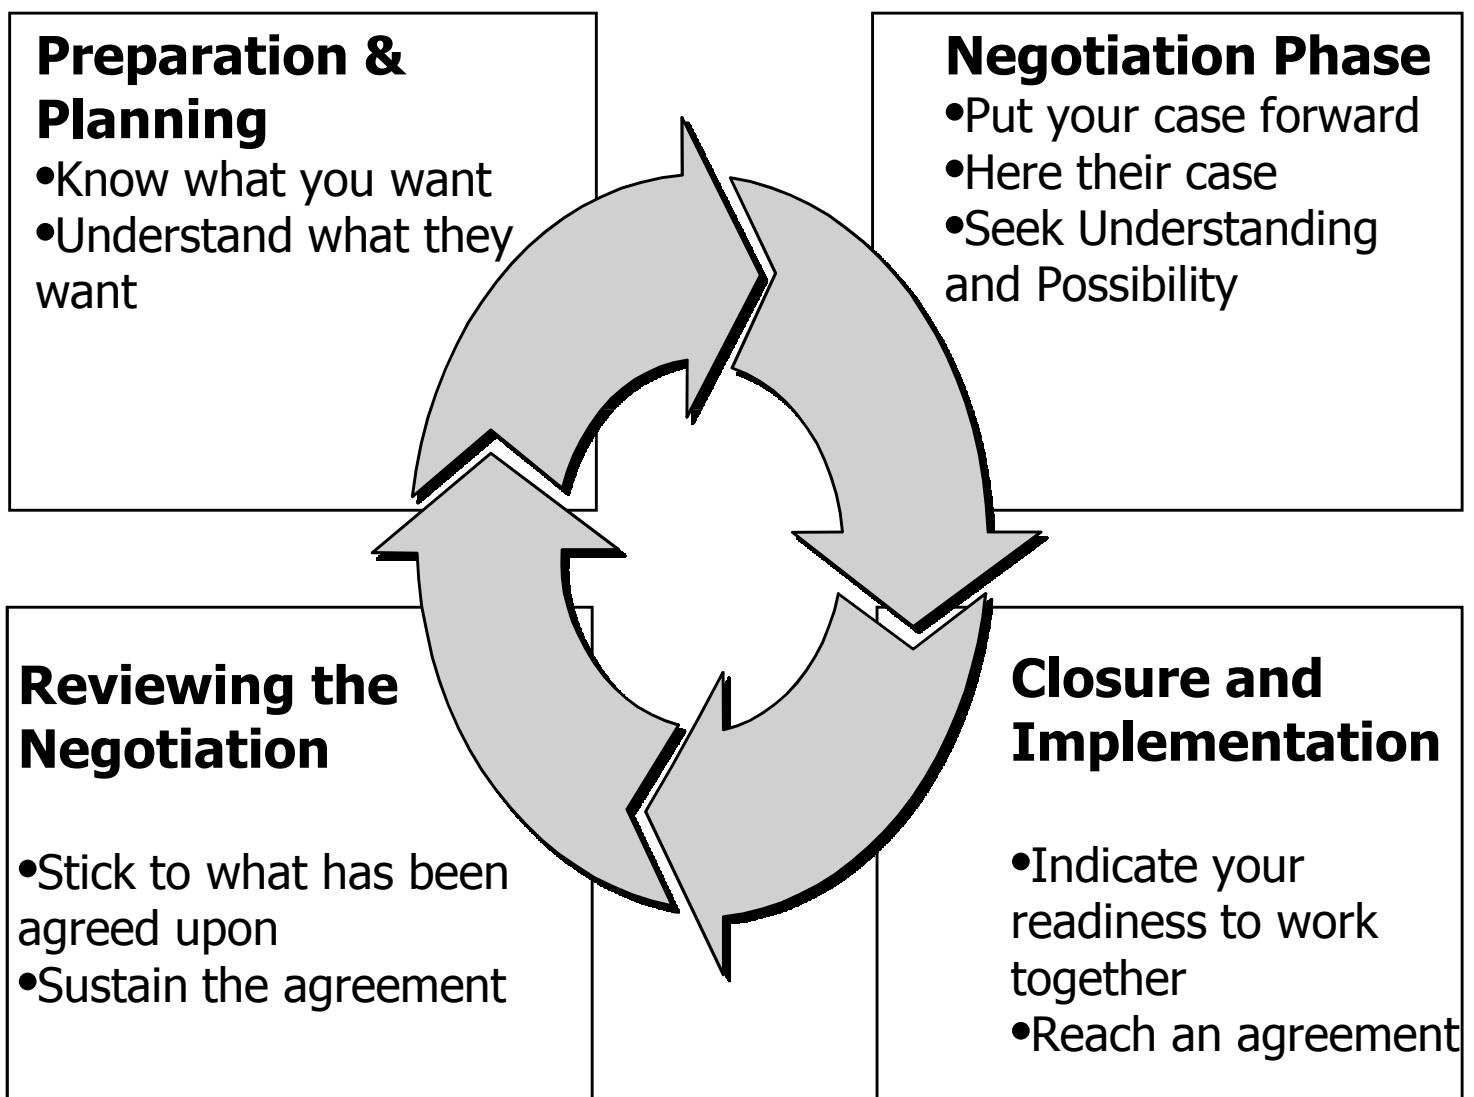 Preparation &
Planning
•Know what you want
•Understand what they
want
Negotiation Phase
•Put your case forward
•Here their case
•Seek Understanding
and Possibility
Reviewing the
Negotiation
•Stick to what has been
agreed upon
•Sustain the agreement
Closure and
Implementation
•Indicate your
readiness to work
together
•Reach an agreement